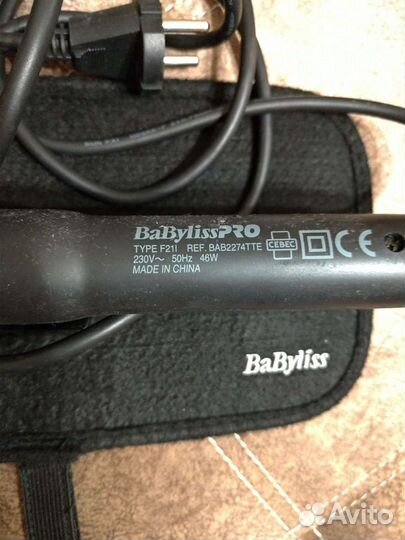 BaBylissPRO
TYPE F21I REF. BAB2274TTE
230V~ 50Hz 46W
MADE IN CHINA
CEBEC
CE
BaByliss
Avito